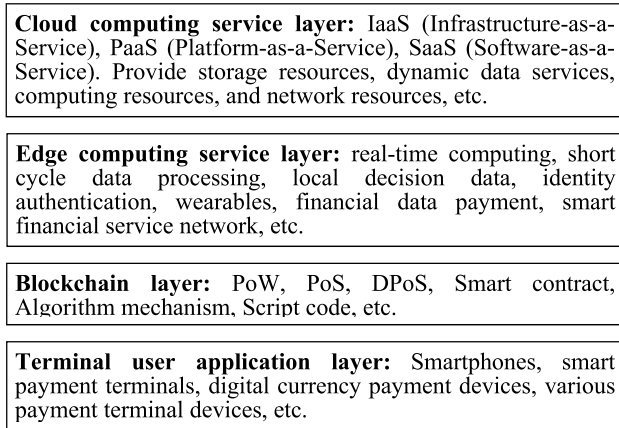 Cloud computing service layer: IaaS (Infrastructure-as-a-
Service), PaaS (Platform-as-a-Service), SaaS (Software-as-a-
Service). Provide storage resources, dynamic data services,
computing resources, and network resources, etc.
Edge computing service layer: real-time computing, short
cycle data processing, local decision data, identity
authentication, wearables, financial data payment, smart
financial service network, etc.
Blockchain layer: PoW, PoS, DPoS, Smart contract,
Algorithm mechanism, Script code, etc.
Terminal user application layer: Smartphones, smart
payment terminals, digital currency payment devices, various
payment terminal devices, etc.